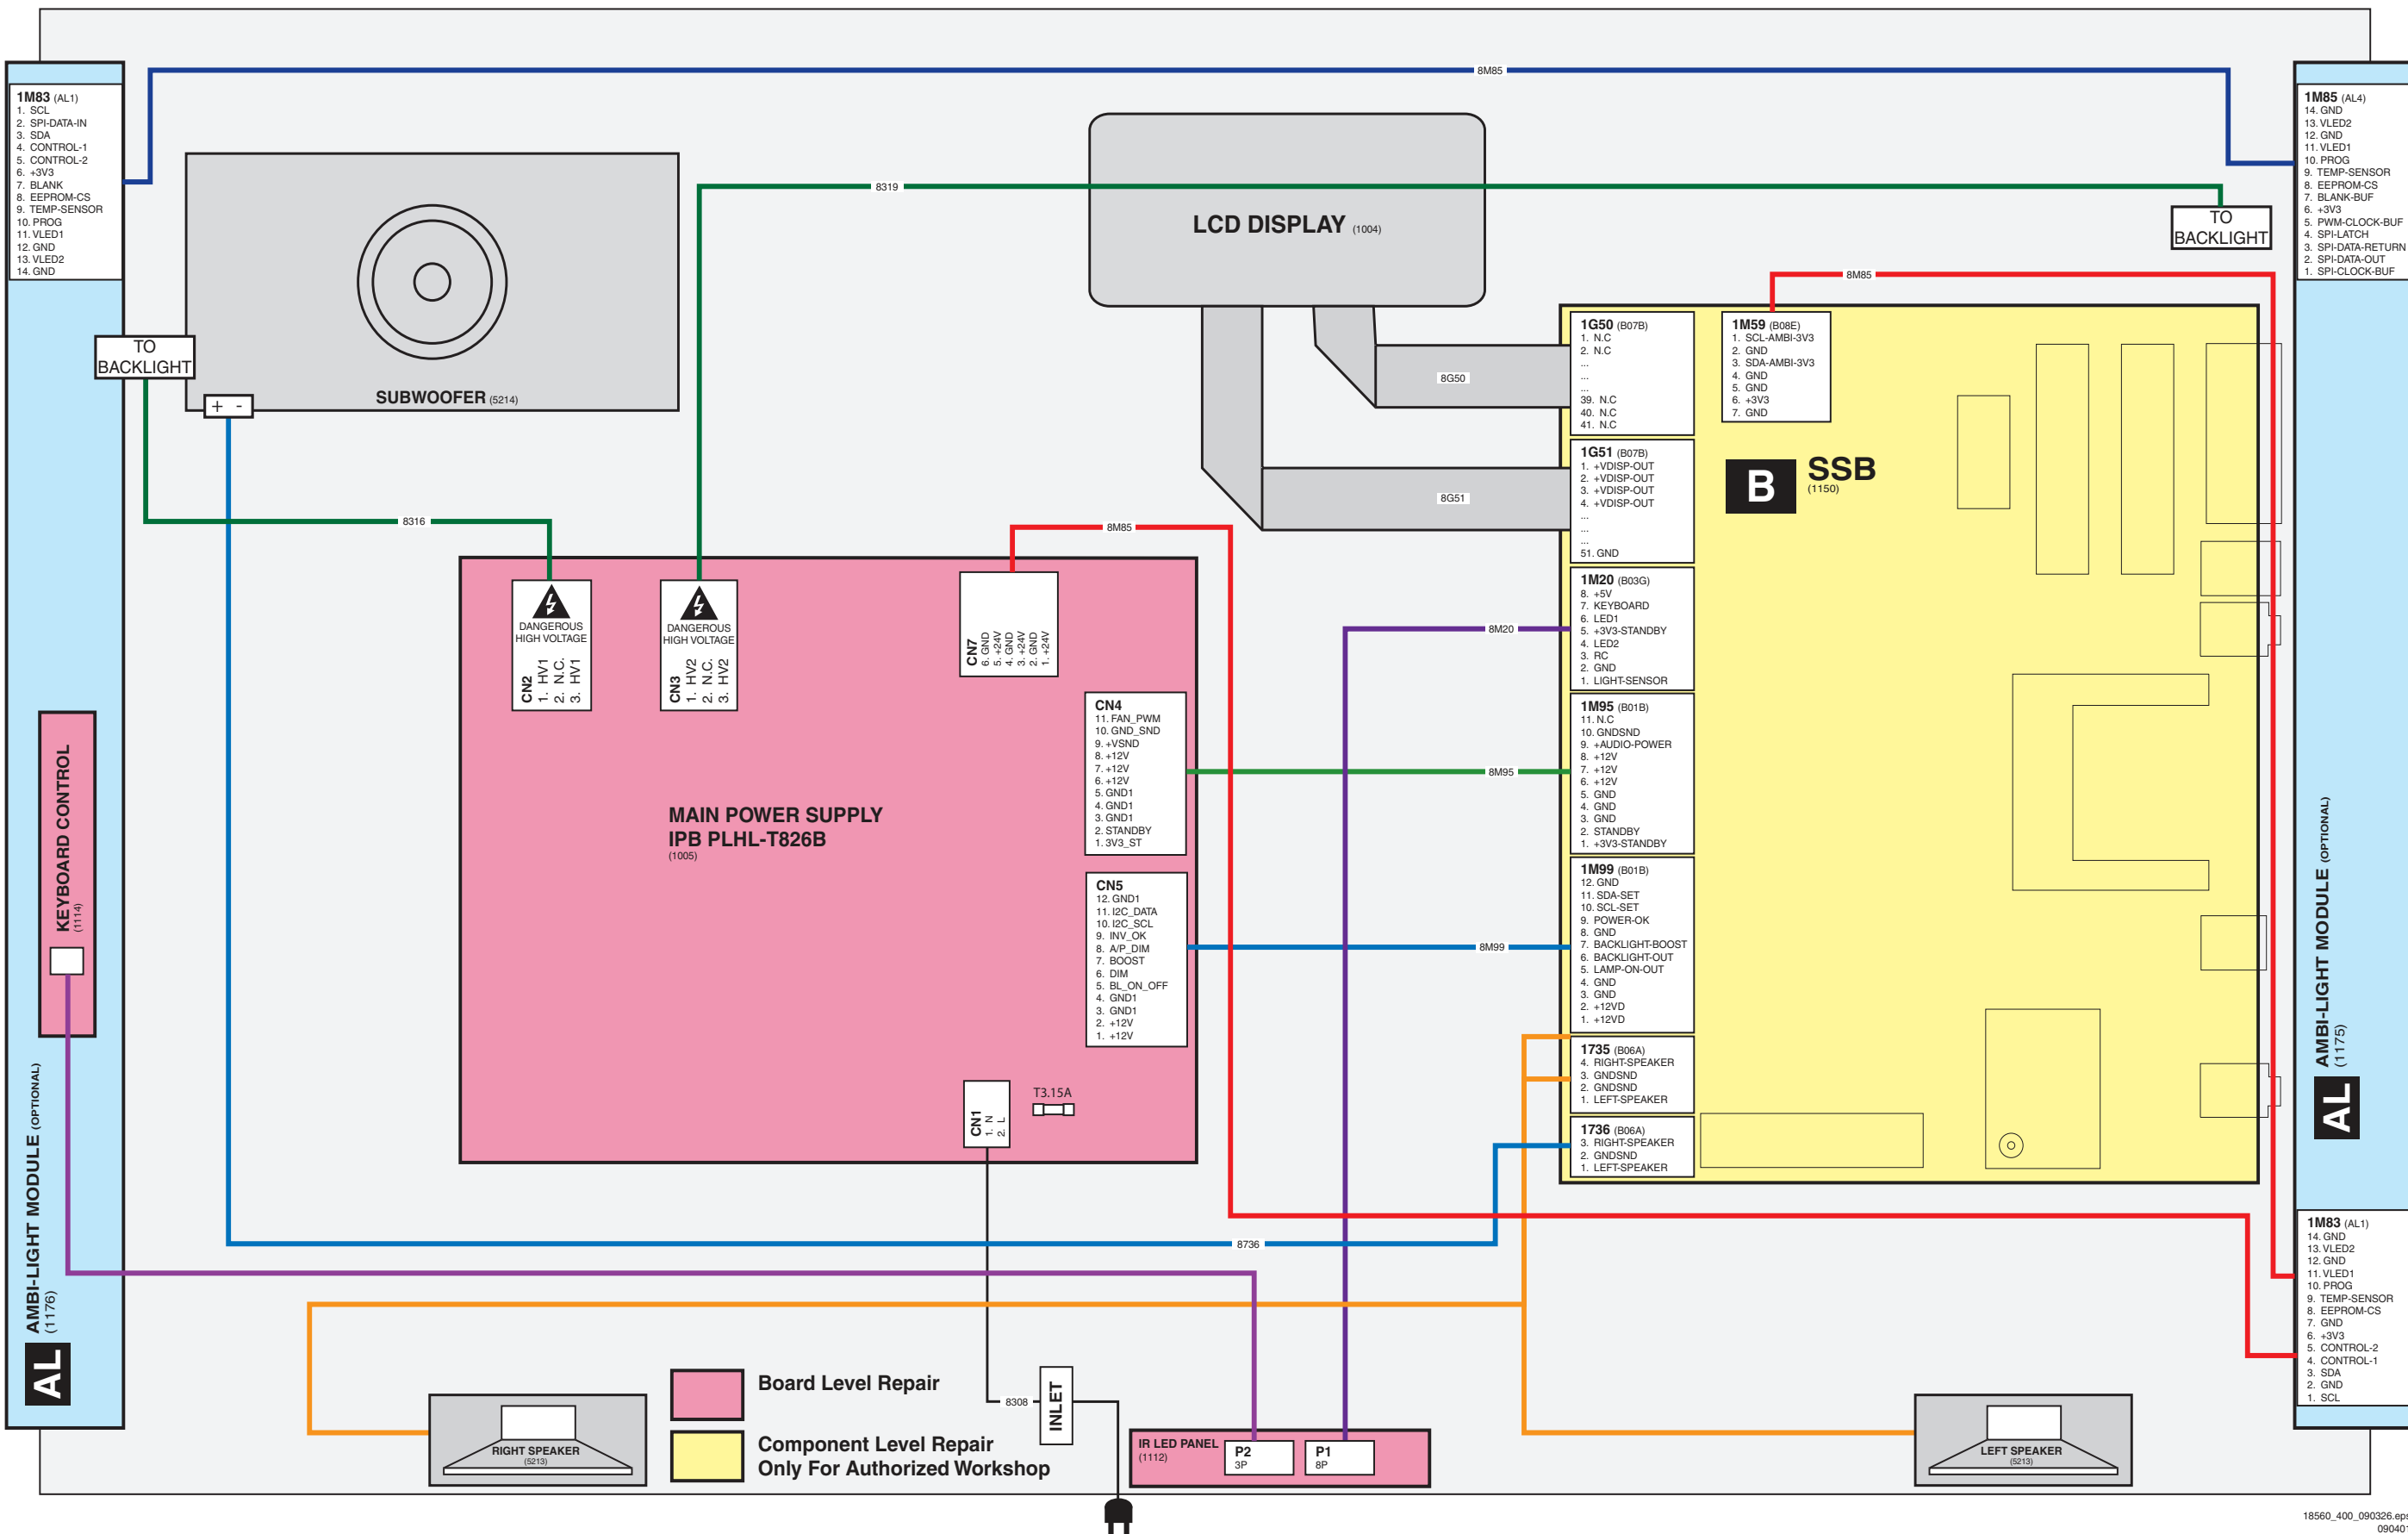 8M85
1M83 (AL1)
1. SCL
2. SPI-DATA-IN
3. SDA
4. CONTROL-1
5. CONTROL-2
6. +3V3
7. BLANK
8. EEPROM-CS
9. TEMP-SENSOR
10. PROG
11. VLED1
12. GND
13. VLED2
14. GND
1M85 (AL4)
14. GND
13. VLED2
12. GND
11. VLED1
10. PROG
9. TEMP-SENSOR
8. EEPROM-CS
7. BLANK-BUF
6. +3V3
5. PWM-CLOCK-BUF
4. SPI-LATCH
3. SPI-DATA-RETURN
2. SPI-DATA-OUT
1. SPI-CLOCK-BUF
8319
LCD DISPLAY (1004)
TO
BACKLIGHT
8M85
TO
BACKLIGHT
SUBWOOFER (5214)
+ -
8G50
8G51
1G50 (B07B)
1. N.C
2. N.C
...
...
...
39. N.C
40. N.C
41. N.C
1M59 (B08E)
1. SCL-AMBI-3V3
2. GND
3. SDA-AMBI-3V3
4. GND
5. GND
6. +3V3
7. GND
1G51 (B07B)
1. +VDISP-OUT
2. +VDISP-OUT
3. +VDISP-OUT
4. +VDISP-OUT
...
...
...
51. GND
B SSB
(1150)
8316
8M85
DANGEROUS
HIGH VOLTAGE
CN2
1. HV1
2. N.C.
3. HV1
DANGEROUS
HIGH VOLTAGE
CN3
1. HV2
2. N.C.
3. HV2
CN7
6. GND
5. +24V
4. GND
3. +24V
2. GND
1. +24V
8M20
1M20 (B03G)
8. +5V
7. KEYBOARD
6. LED1
5. +3V3-STANDBY
4. LED2
3. RC
2. GND
1. LIGHT-SENSOR
CN4
11. FAN_PWM
10. GND_SND
9. +VSND
8. +12V
7. +12V
6. +12V
5. GND1
4. GND1
3. GND1
2. STANDBY
1. 3V3_ST
8M95
1M95 (B01B)
11. N.C
10. GNDSND
9. +AUDIO-POWER
8. +12V
7. +12V
6. +12V
5. GND
4. GND
3. GND
2. STANDBY
1. +3V3-STANDBY
MAIN POWER SUPPLY
IPB PLHL-T826B
(1005)
CN5
12. GND1
11. I2C_DATA
10. I2C_SCL
9. INV_OK
8. A/P_DIM
7. BOOST
6. DIM
5. BL_ON_OFF
4. GND1
3. GND1
2. +12V
1. +12V
8M99
1M99 (B01B)
12. GND
11. SDA-SET
10. SCL-SET
9. POWER-OK
8. GND
7. BACKLIGHT-BOOST
6. BACKLIGHT-OUT
5. LAMP-ON-OUT
4. GND
3. GND
2. +12VD
1. +12VD
1735 (B06A)
4. RIGHT-SPEAKER
3. GNDSND
2. GNDSND
1. LEFT-SPEAKER
1736 (B06A)
3. RIGHT-SPEAKER
2. GNDSND
1. LEFT-SPEAKER
CN1
1. N
2. L
T3.15A
KEYBOARD CONTROL
(1114)
AMBI-LIGHT MODULE (OPTIONAL)
(1176)
AL
AMBI-LIGHT MODULE (OPTIONAL)
(1175)
AL
8736
1M83 (AL1)
14. GND
13. VLED2
12. GND
11. VLED1
10. PROG
9. TEMP-SENSOR
8. EEPROM-CS
7. GND
6. +3V3
5. CONTROL-2
4. CONTROL-1
3. SDA
2. GND
1. SCL
RIGHT SPEAKER
(5213)
Board Level Repair
Component Level Repair
Only For Authorized Workshop
8308
INLET
IR LED PANEL
(1112)
P2
3P
P1
8P
LEFT SPEAKER
(5213)